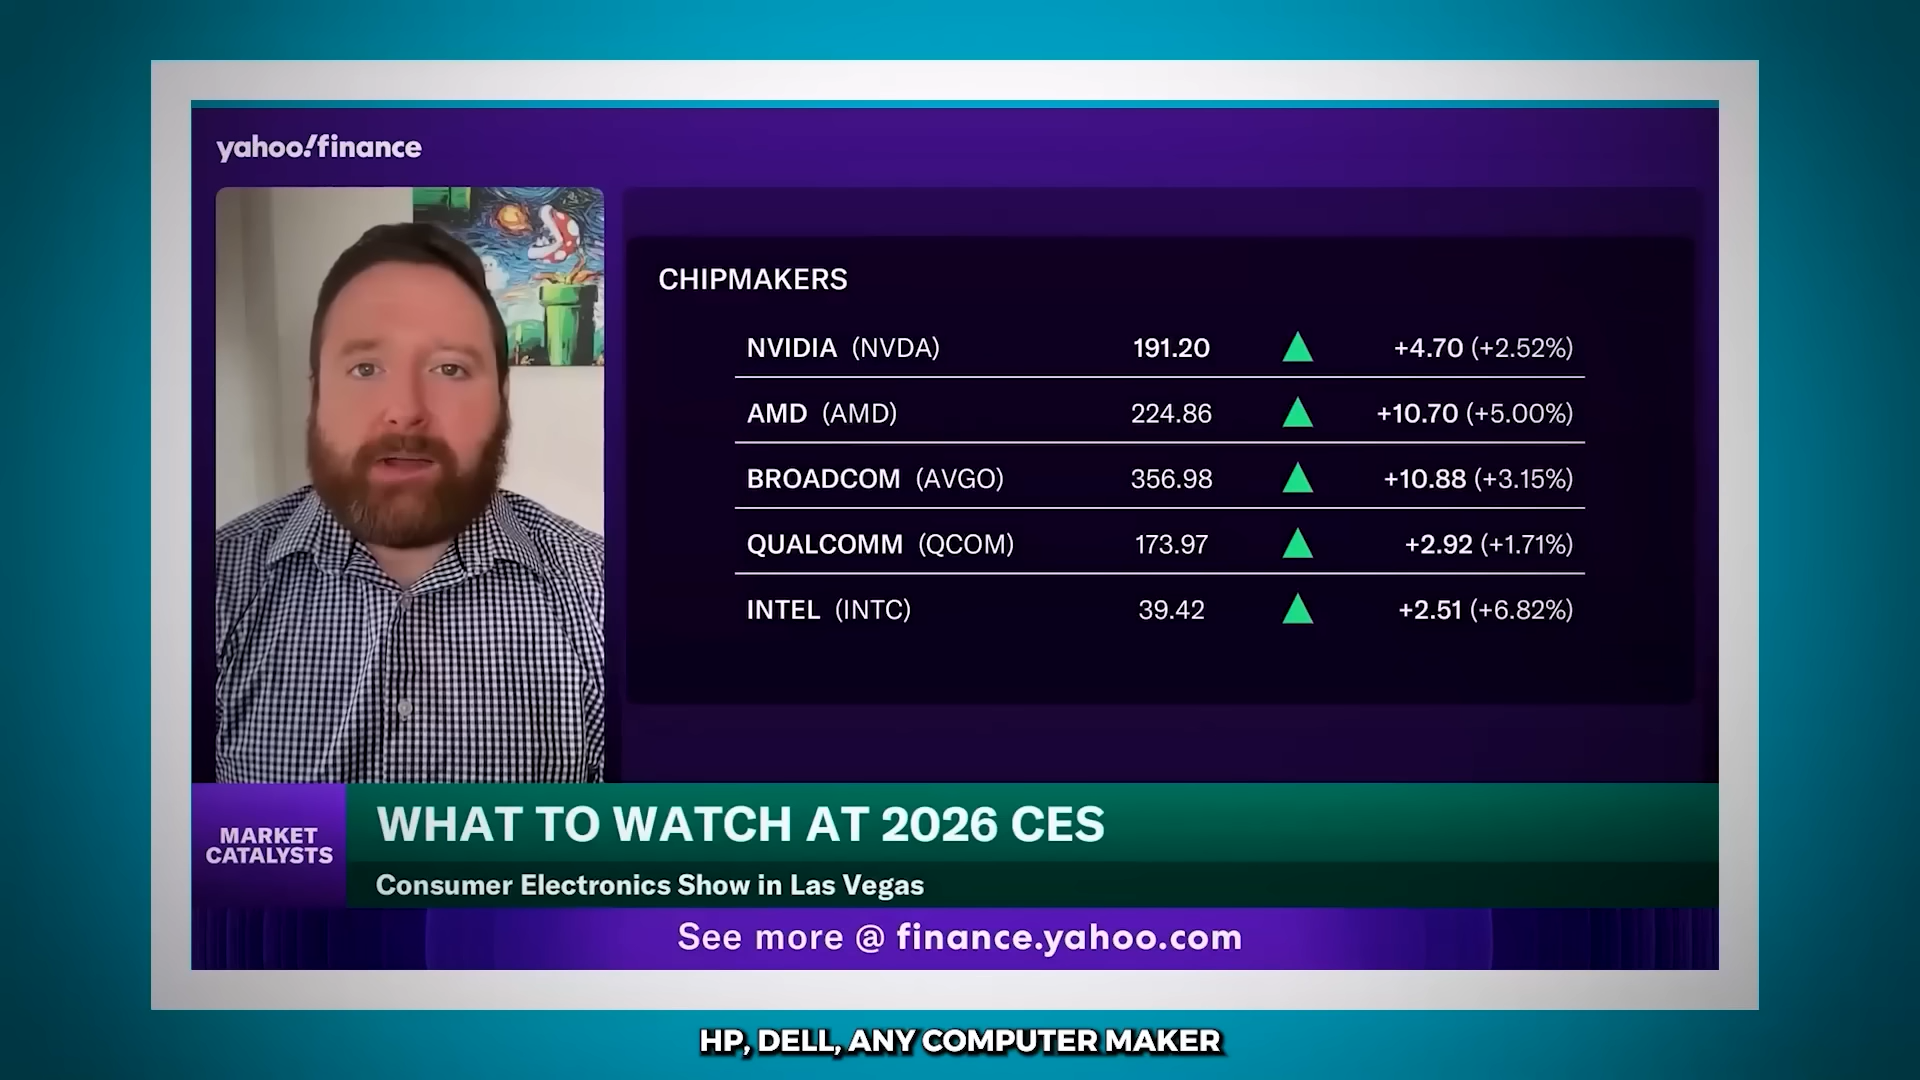 yahoo!finance
CHIPMAKERS
NVIDIA (NVDA) 191.20 ▲ +4.70 (+2.52%)
AMD (AMD) 224.86 ▲ +10.70 (+5.00%)
BROADCOM (AVGO) 356.98 ▲ +10.88 (+3.15%)
QUALCOMM (QCOM) 173.97 ▲ +2.92 (+1.71%)
INTEL (INTC) 39.42 ▲ +2.51 (+6.82%)
MARKET
CATALYSTS
WHAT TO WATCH AT 2026 CES
Consumer Electronics Show in Las Vegas
See more @ finance.yahoo.com
HP, DELL, ANY COMPUTER MAKER